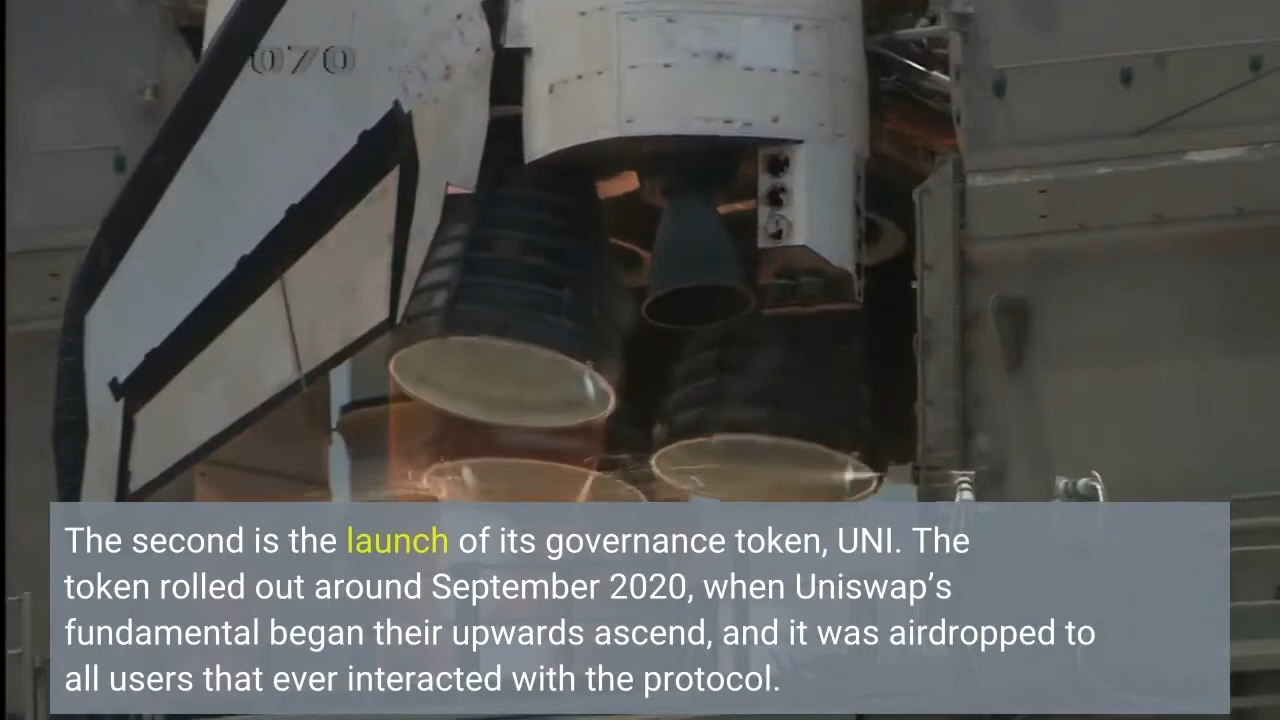 070
The second is the launch of its governance token, UNI. The
token rolled out around September 2020, when Uniswap’s
fundamental began their upwards ascend, and it was airdropped to
all users that ever interacted with the protocol.